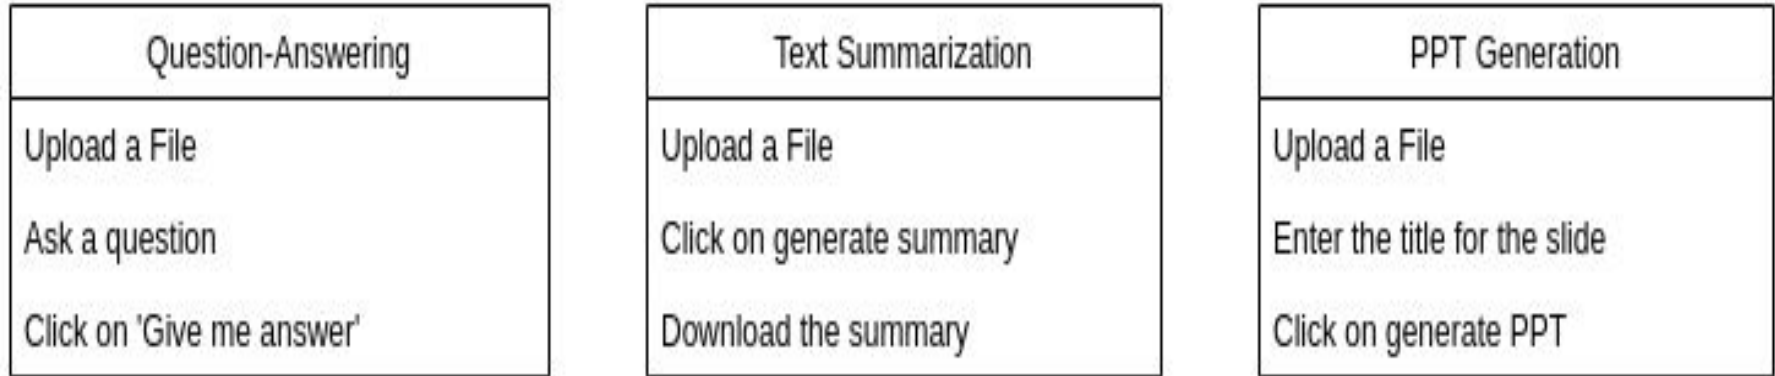 Question-Answering
Upload a File
Ask a question
Click on 'Give me answer'
Text Summarization
Upload a File
Click on generate summary
Download the summary
PPT Generation
Upload a File
Enter the title for the slide
Click on generate PPT